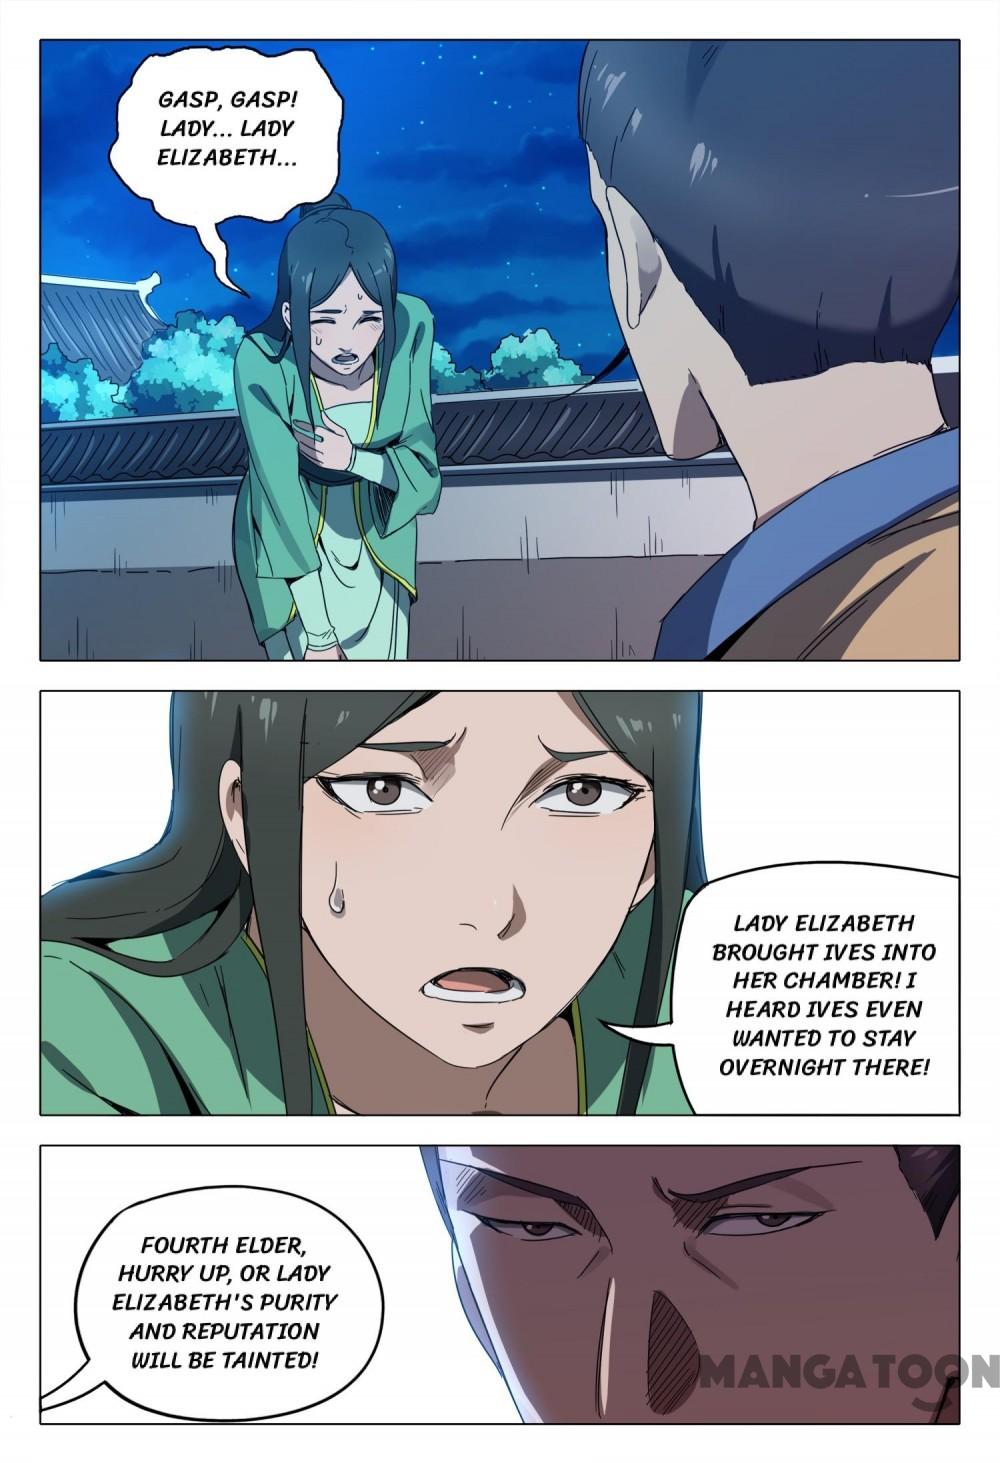 GASP, GASP!
LADY... LADY
ELIZABETH...
LADY ELIZABETH
BROUGHT IVES INTO
HER CHAMBER! I
HEARD IVES EVEN
WANTED TO STAY
OVERNIGHT THERE!
FOURTH ELDER,
HURRY UP, OR LADY
ELIZABETH'S PURITY
AND REPUTATION
WILL BE TAINTED!
MANGATOON